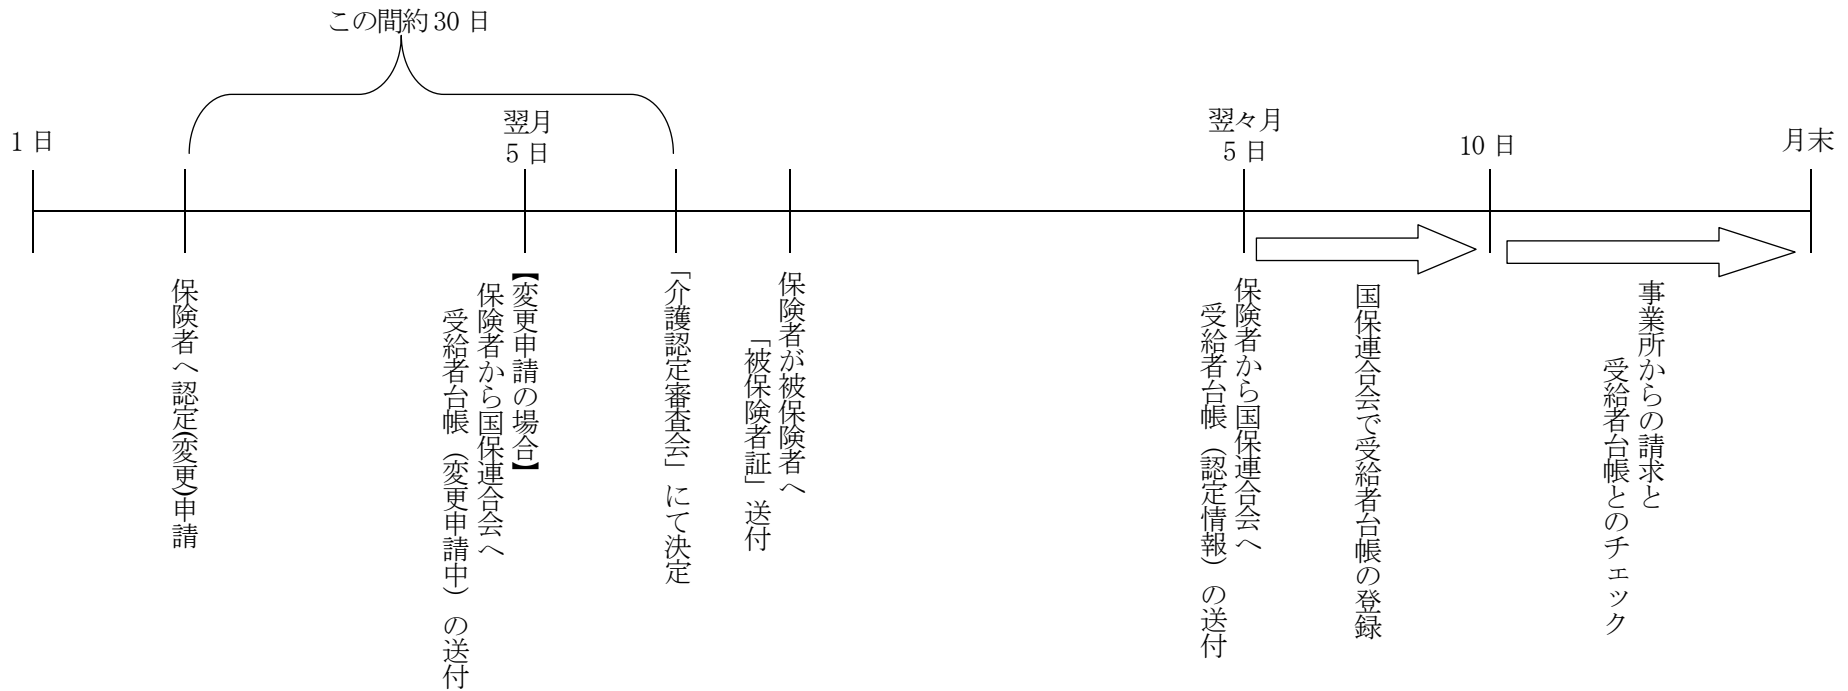 この間約30日
1日
翌月
5日
翌々月
5日
10日
月末
保険者へ認定(変更)申請
【変更申請の場合】
保険者から国保連合会へ
受給者台帳（変更申請中）の送付
「介護認定審査会」にて決定
保険者が被保険者へ
「被保険者証」送付
保険者から国保連合会へ
受給者台帳（認定情報）の送付
国保連合会で受給者台帳の登録
事業所からの請求と
受給者台帳とのチェック